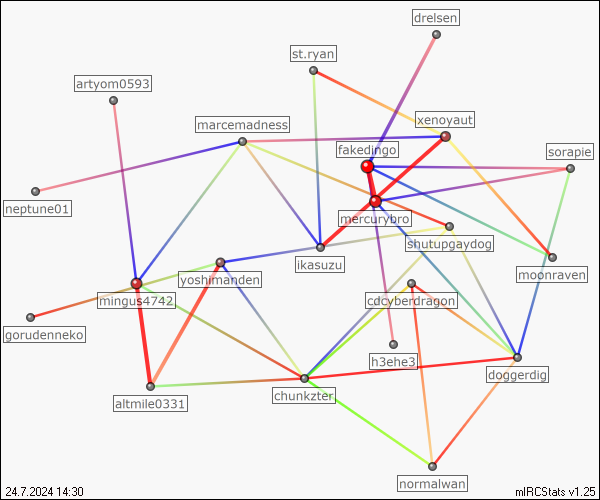 drelsen
st.ryan
artyom0593
xenoyaut
marcemadness
fakedingo
sorapie
neptune01
mercurybro
shutupgaydog
ikasuzu
moonraven
yoshimanden
mingus4742
cdcyberdragon
gorudenneko
h3ehe3
doggerdig
chunkzter
altmile0331
normalwan
24.7.2024 14:30
mIRCStats v1.25